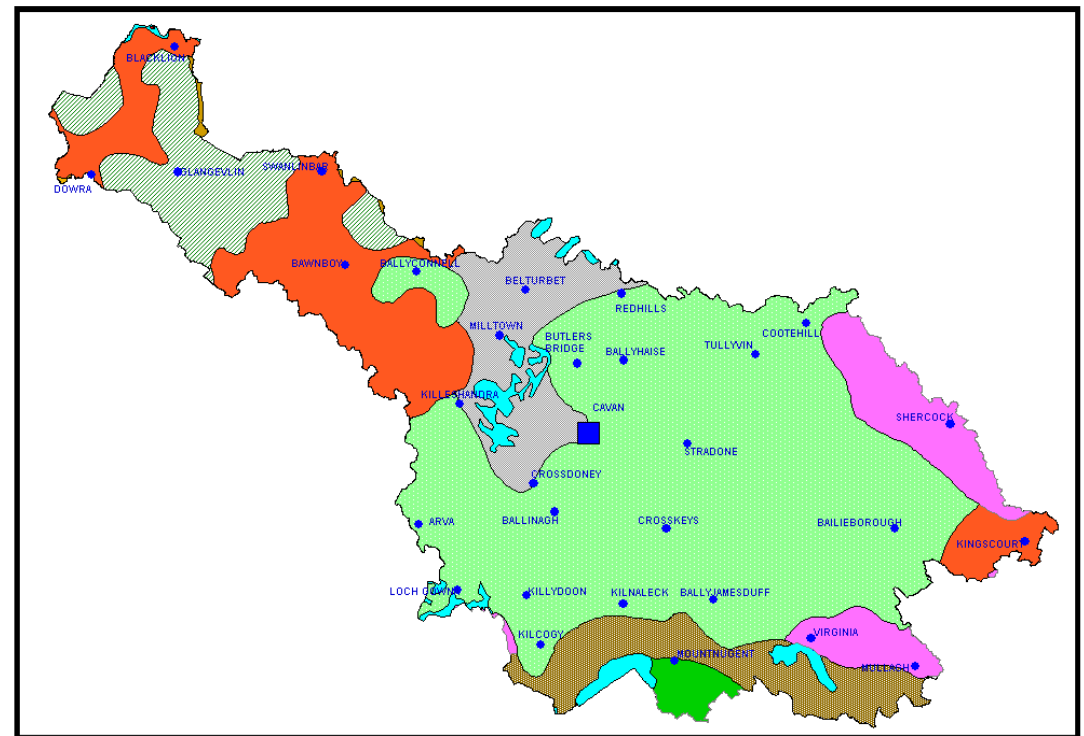 BLACKLION
GLANGEVLIN
SWANLINBAR
DOWRA
BAWNBOY
BALLYCONNELL
BELTURBET
REDHILLS
MILLTOWN
BUTLERS
BRIDGE
BALLYHAISE
TULLYVIN
COOTEHILL
KILLESHANDRA
CAVAN
SHERCOCK
STRADONE
CROSSDONEY
ARVA
BALLINAGH
CROSSKEYS
BAILIEBOROUGH
KINGSCOURT
LOCH GOWN
KILLYDOON
KILNALECK
BALLYJAMESDUFF
KILCOGY
VIRGINIA
MOUNTNUGENT
MULLAGH